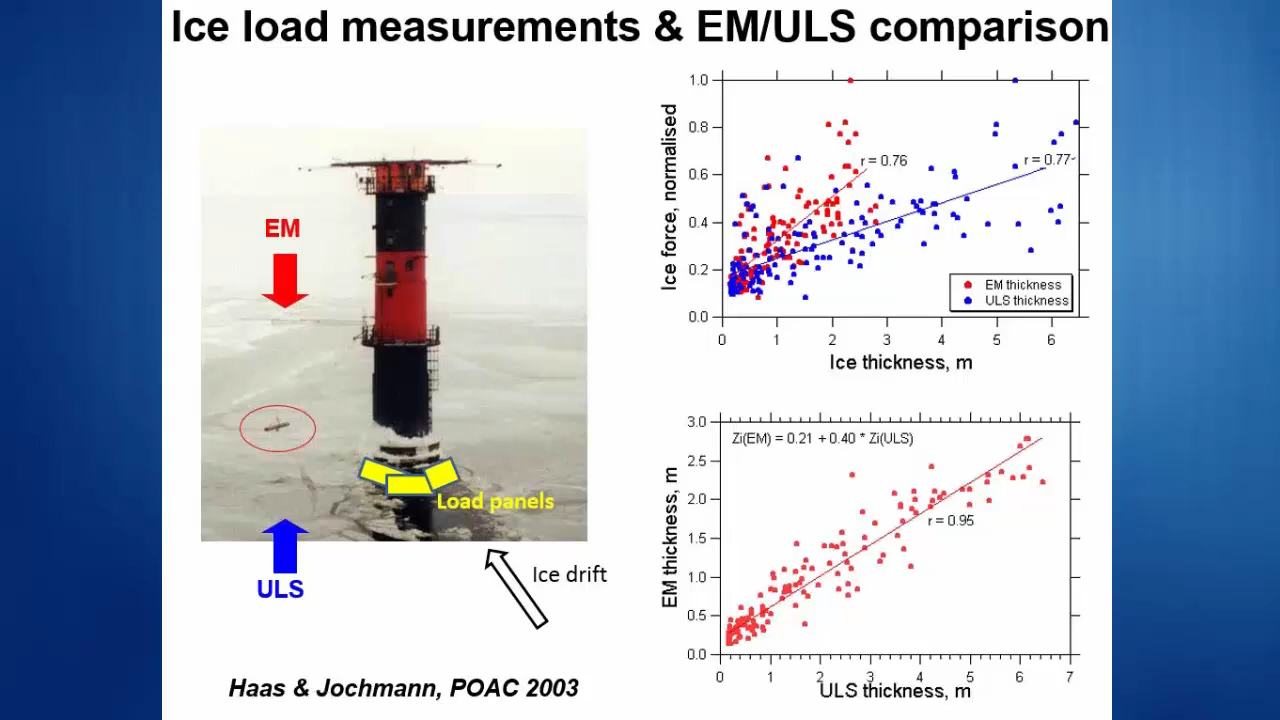 Ice load measurements & EM/ULS comparison
EM
Load panels
ULS
Ice drift
Haas & Jochmann, POAC 2003
1.0
0.8
0.6
0.4
0.2
0.0
Ice force, normalised
r = 0.76
r = 0.77
EM thickness
ULS thickness
0 1 2 3 4 5 6
Ice thickness, m
3.0
2.5
2.0
1.5
1.0
0.5
0.0
EM thickness, m
Zi(EM) = 0.21 + 0.40 * Zi(ULS)
r = 0.95
0 1 2 3 4 5 6 7
ULS thickness, m